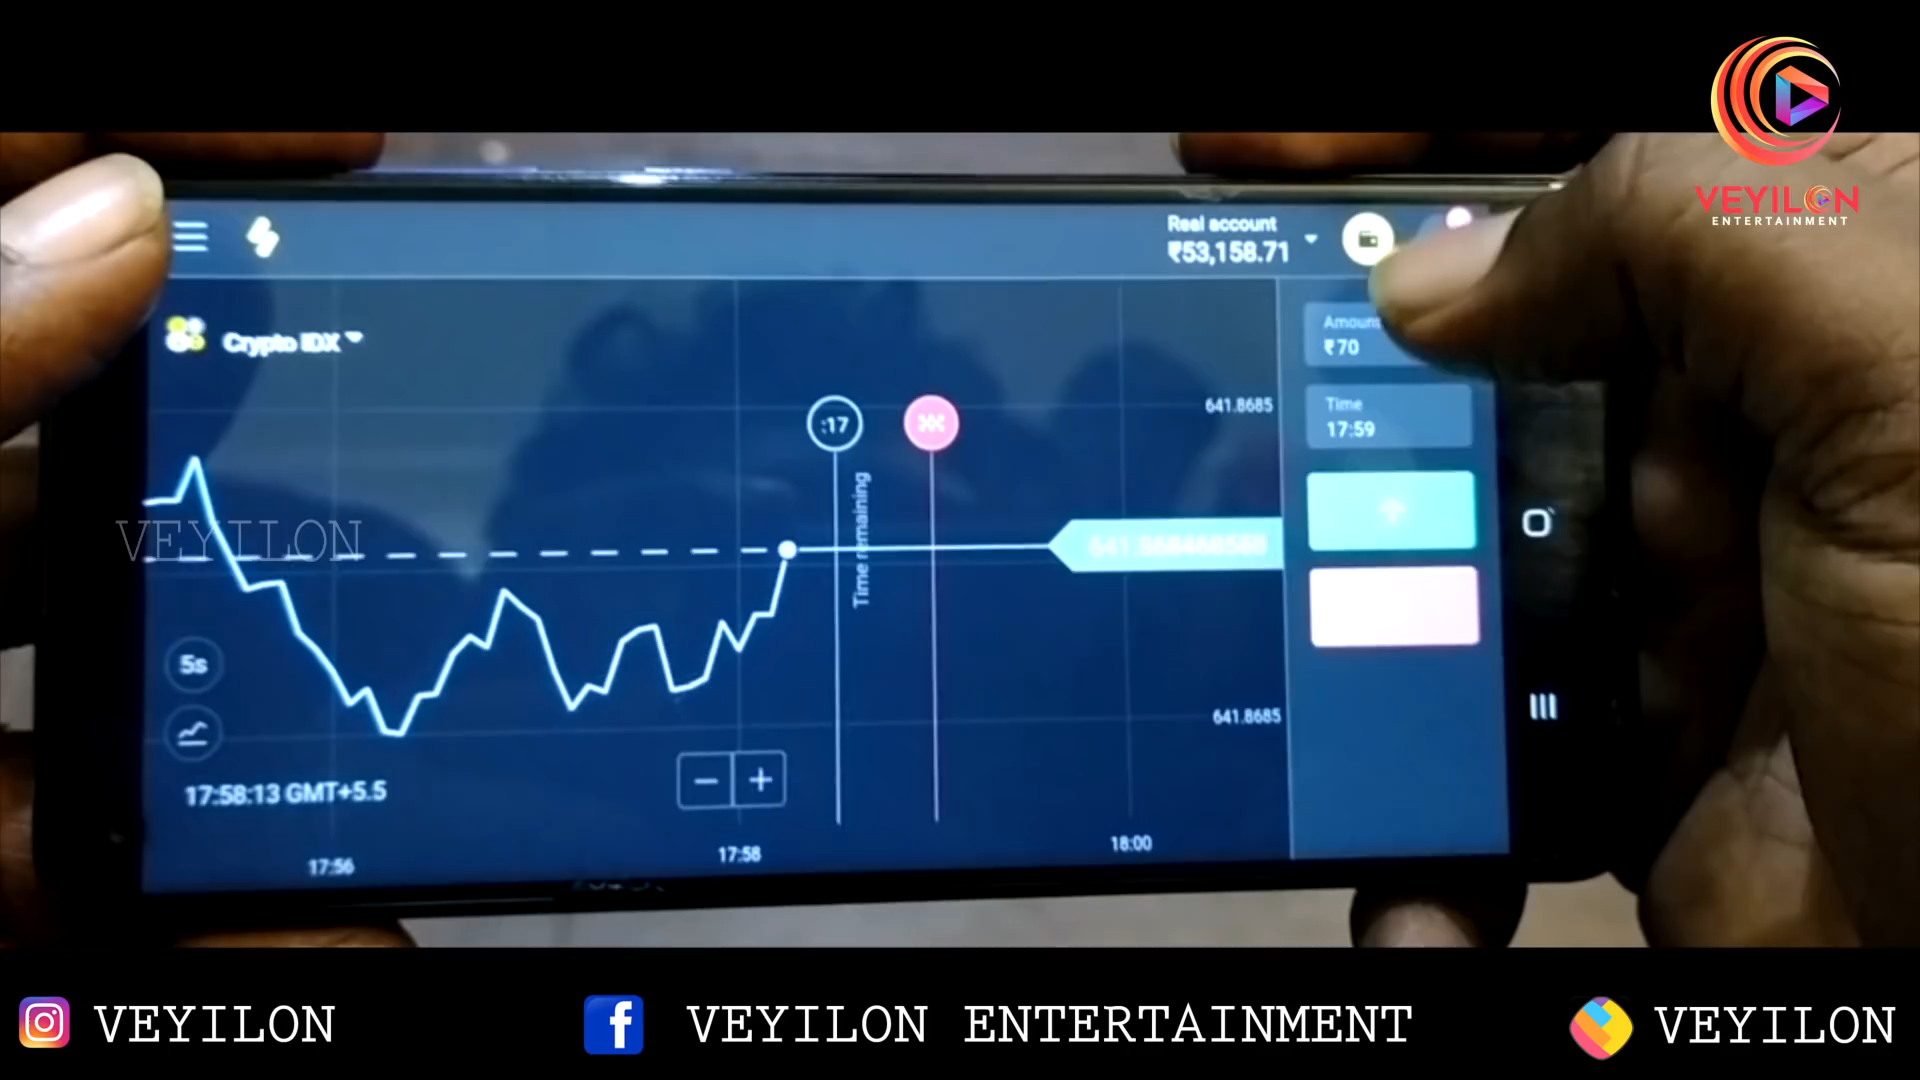 VEYILON
ENTERTAINMENT
Real account
₹53,158.71
Crypto IDX
Amount
₹70
Time
17:59
:17
641.8685
Time remaining
VEYILON
5s
641.8685
17:58:13 GMT+5.5
17:56
17:58
18:00
VEYILON
VEYILON ENTERTAINMENT
VEYILON